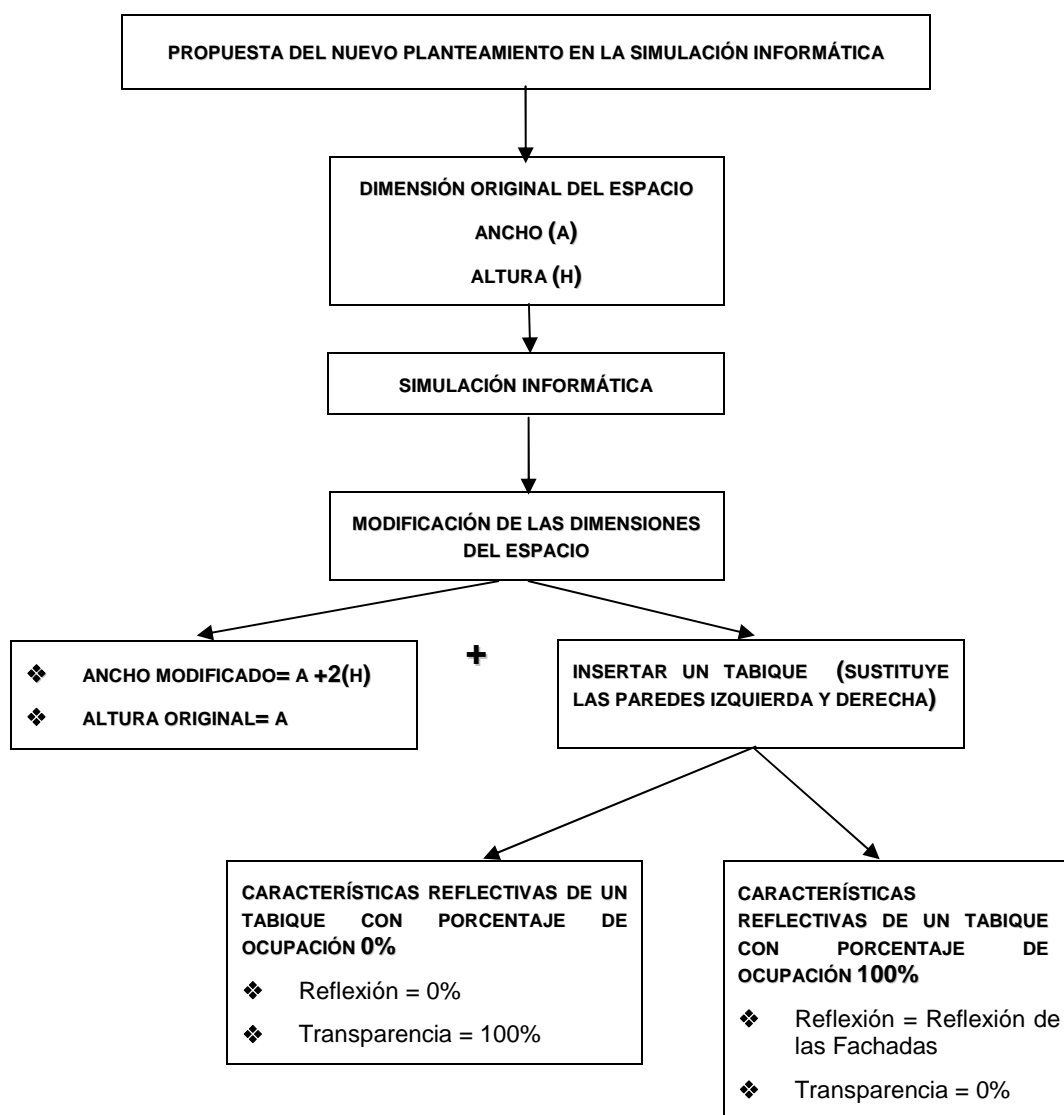 PROPUESTA DEL NUEVO PLANTEAMIENTO EN LA SIMULACIÓN INFORMÁTICA
DIMENSIÓN ORIGINAL DEL ESPACIO
ANCHO (A)
ALTURA (H)
SIMULACIÓN INFORMÁTICA
MODIFICACIÓN DE LAS DIMENSIONES
DEL ESPACIO
❖ ANCHO MODIFICADO= A +2(H)
❖ ALTURA ORIGINAL= A
+
INSERTAR UN TABIQUE (SUSTITUYE
LAS PAREDES IZQUIERDA Y DERECHA)
CARACTERÍSTICAS REFLECTIVAS DE UN
TABIQUE CON PORCENTAJE DE
OCUPACIÓN 0%
❖ Reflexión = 0%
❖ Transparencia = 100%
CARACTERÍSTICAS
REFLECTIVAS DE UN TABIQUE
CON PORCENTAJE DE
OCUPACIÓN 100%
❖ Reflexión = Reflexión de
las Fachadas
❖ Transparencia = 0%